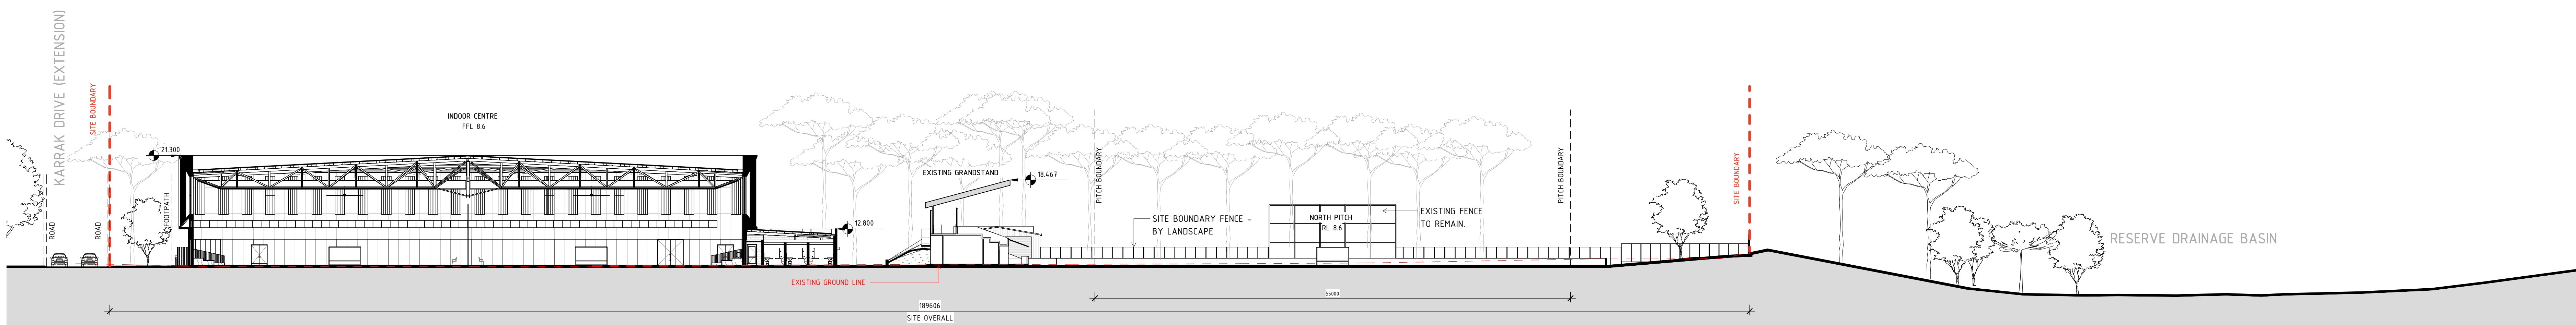 KARRAK DRIVE (EXTENSION)
SITE BOUNDARY
ROAD
ROAD
FOOTPATH
21.300
INDOOR CENTRE
FFL 8.6
12.800
EXISTING GRANDSTAND
18.467
PITCH BOUNDARY
SITE BOUNDARY FENCE -
BY LANDSCAPE
NORTH PITCH
RL 8.6
EXISTING FENCE
TO REMAIN.
PITCH BOUNDARY
SITE BOUNDARY
RESERVE DRAINAGE BASIN
EXISTING GROUND LINE
55000
189606
SITE OVERALL